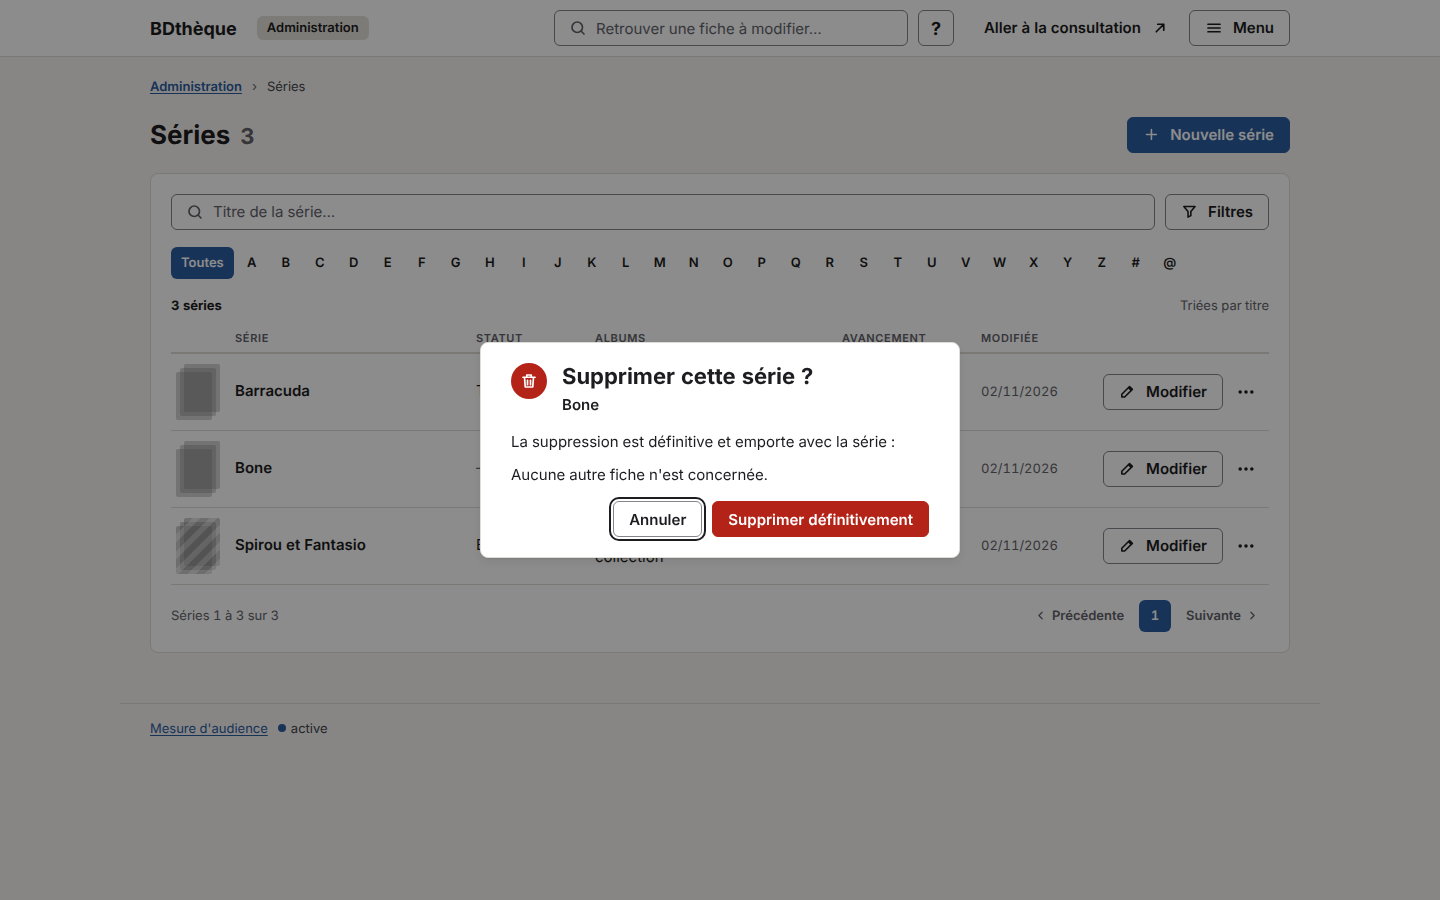 BDthèque
Administration
Retrouver une fiche à modifier...
?
Aller à la consultation
Menu
Administration › Séries
Séries 3
Nouvelle série
Titre de la série...
Filtres
Toutes A B C D E F G H I J K L M N O P Q R S T U V W X Y Z # @
3 séries
Triées par titre
SÉRIE STATUT ALBUMS AVANCEMENT MODIFIÉE
Barracuda
02/11/2026
Modifier
Supprimer cette série ?
Bone
La suppression est définitive et emporte avec la série :
Aucune autre fiche n'est concernée.
Annuler
Supprimer définitivement
Bone
02/11/2026
Modifier
Spirou et Fantasio
collection
02/11/2026
Modifier
Séries 1 à 3 sur 3
Précédente 1 Suivante
Mesure d'audience
active